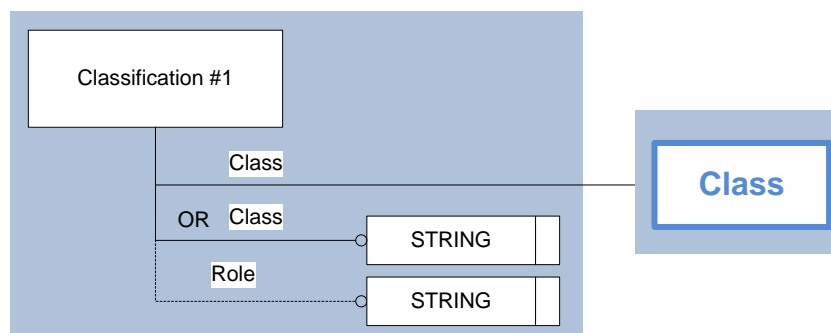 Classification #1
Class
Class
OR Class
STRING
Role
STRING